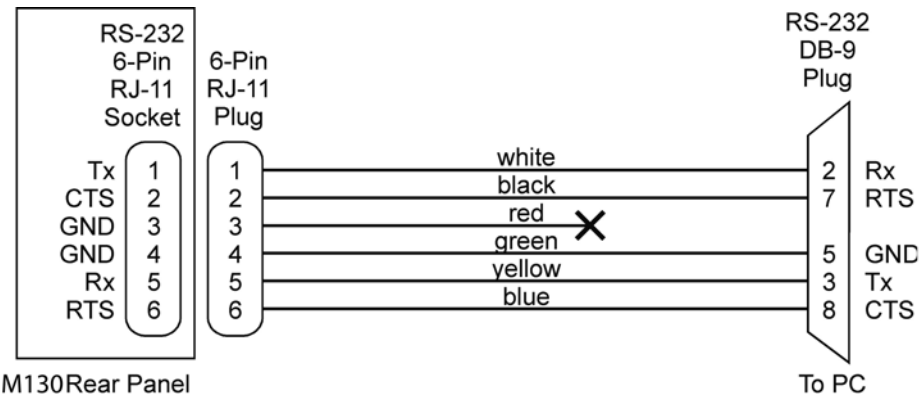 RS-232
6-Pin
RJ-11
Socket
6-Pin
RJ-11
Plug
RS-232
DB-9
Plug
Tx 1 1 white 2 Rx
CTS 2 2 black 7 RTS
GND 3 3 red
GND 4 4 green 5 GND
Rx 5 5 yellow 3 Tx
RTS 6 6 blue 8 CTS
M130 Rear Panel
To PC